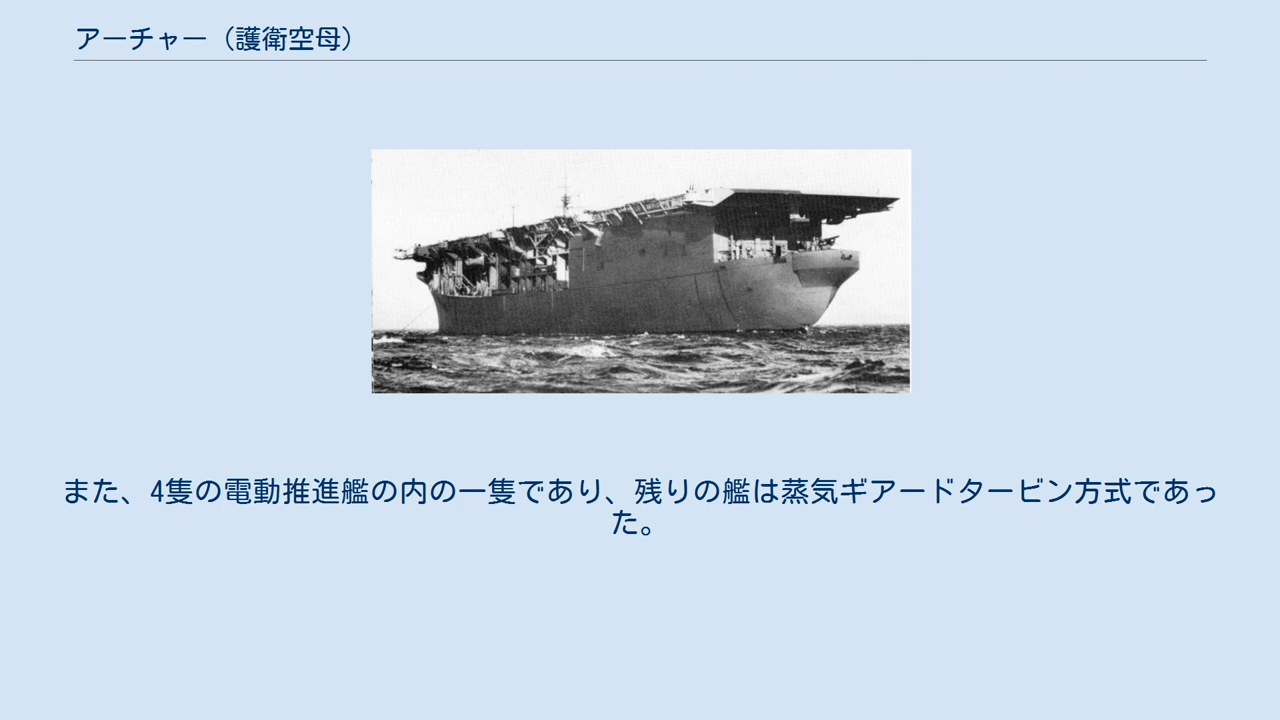 アーチャー（護衛空母）
また、4隻の電動推進艦の内の一隻であり、残りの艦は蒸気ギアードタービン方式であっ
た。